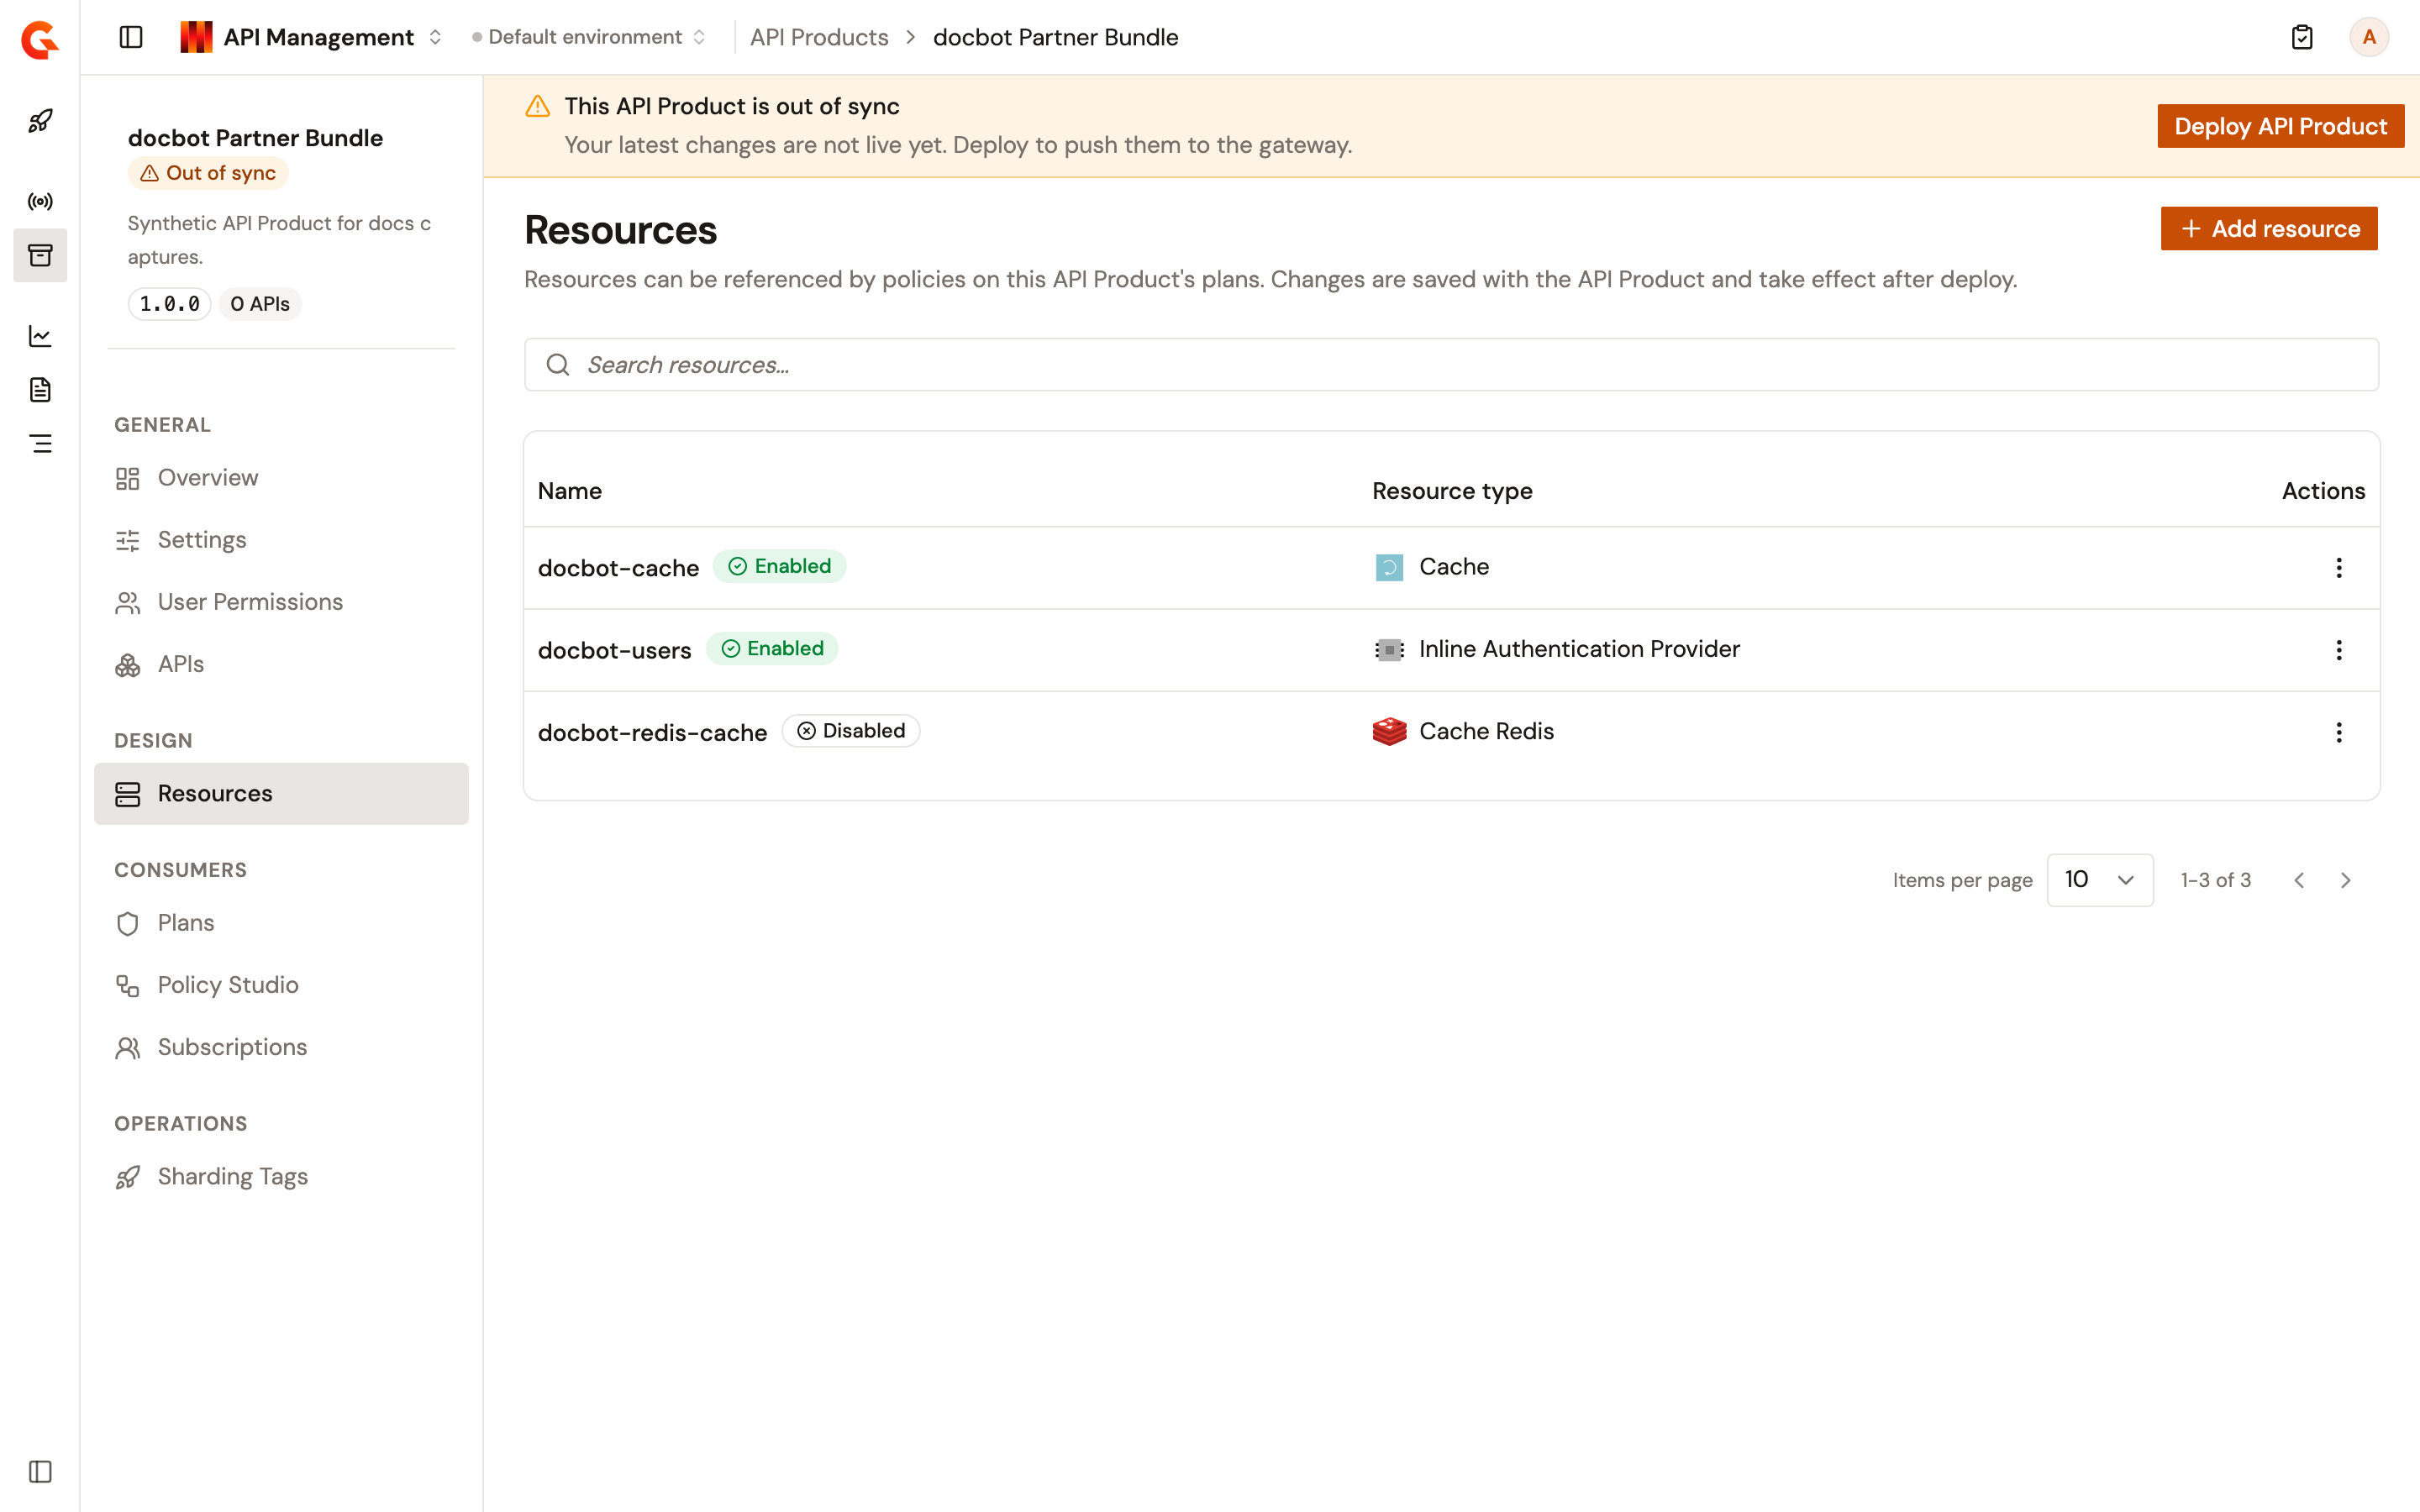 API Management
Default environment
API Products > docbot Partner Bundle
A
docbot Partner Bundle
Out of sync
Synthetic API Product for docs c
aptures.
1.0.0
0 APIs
GENERAL
Overview
Settings
User Permissions
APIs
DESIGN
Resources
CONSUMERS
Plans
Policy Studio
Subscriptions
OPERATIONS
Sharding Tags
This API Product is out of sync
Your latest changes are not live yet. Deploy to push them to the gateway.
Deploy API Product
Resources
+ Add resource
Resources can be referenced by policies on this API Product's plans. Changes are saved with the API Product and take effect after deploy.
Search resources...
Name Resource type Actions
docbot-cache Enabled Cache
docbot-users Enabled Inline Authentication Provider
docbot-redis-cache Disabled Cache Redis
Items per page 10 1-3 of 3